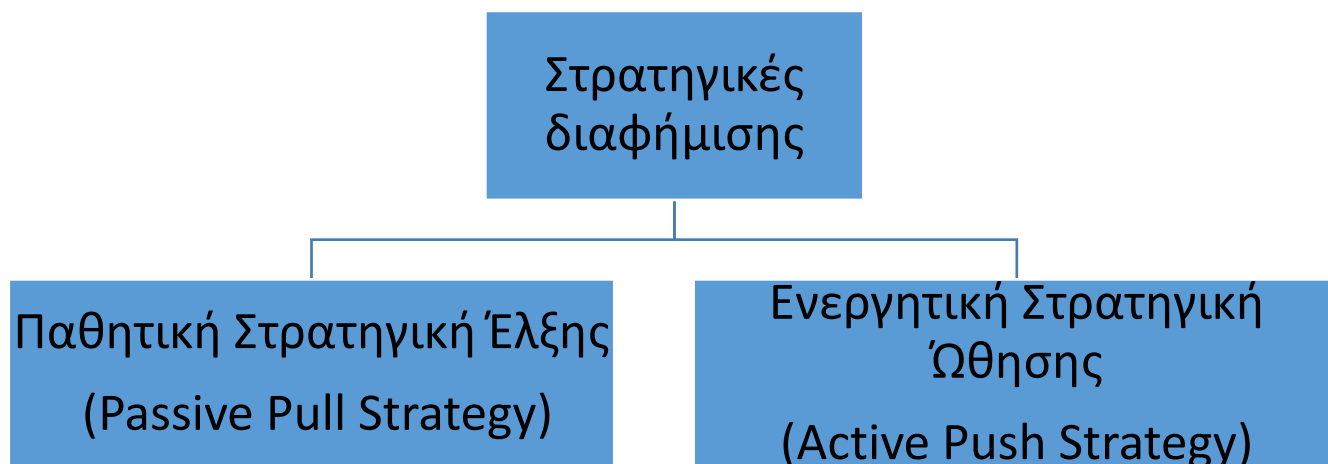 Στρατηγικές
διαφήμισης
Παθητική Στρατηγική Έλξης
(Passive Pull Strategy)
Ενεργητική Στρατηγική
Ώθησης
(Active Push Strategy)